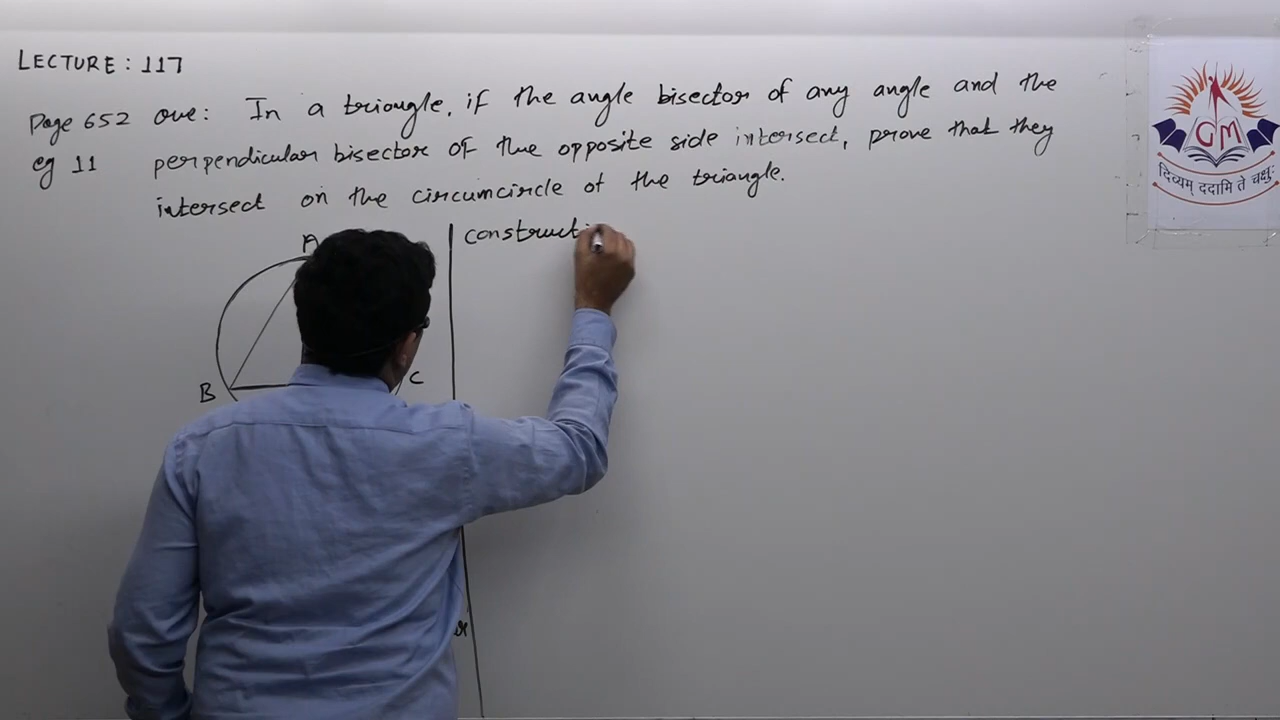 LECTURE : 117
Page 652 que: In a triangle, if the angle bisector of any angle and the
eg 11 perpendicular bisector of the opposite side intersect, prove that they
intersect on the circumcircle of the triangle.
A
constructi
B
C
GM
दिव्यम् ददामि ते चक्षुः